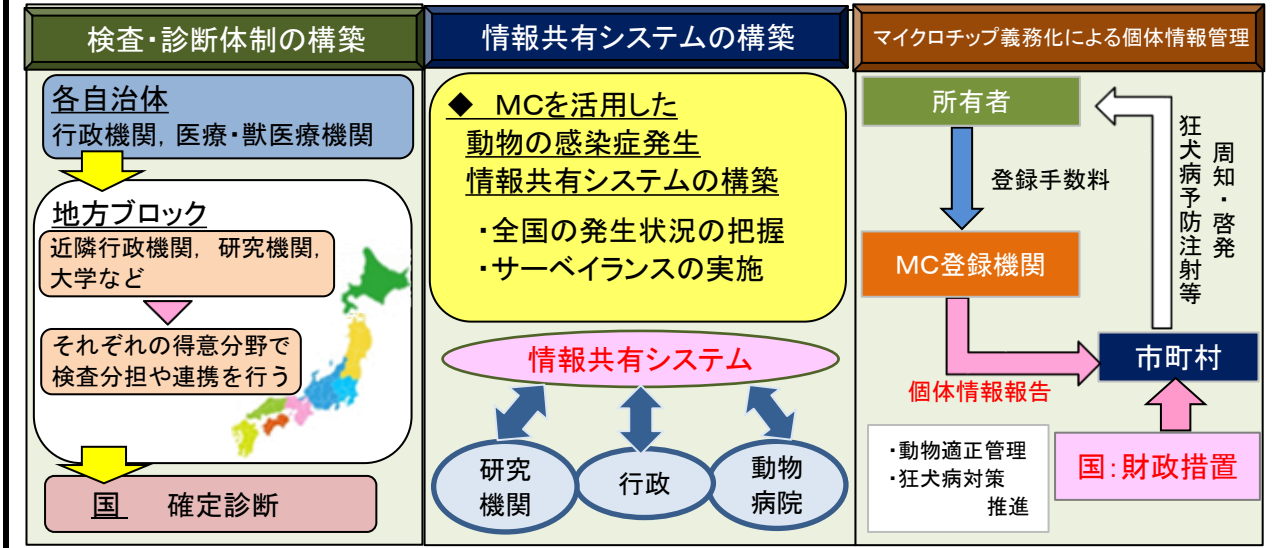 検査・診断体制の構築
各自治体
行政機関，医療・獣医療機関
地方ブロック
近隣行政機関，研究機関，
大学など
それぞれの得意分野で
検査分担や連携を行う
国　確定診断
情報共有システムの構築
◆　ＭＣを活用した
動物の感染症発生
情報共有システムの構築
・全国の発生状況の把握
・サーベイランスの実施
情報共有システム
研究
機関
行政
動物
病院
マイクロチップ義務化による個体情報管理
所有者
登録手数料
ＭＣ登録機関
個体情報報告
市町村
周知・啓発
狂犬病予防注射等
国：財政措置
・動物適正管理
・狂犬病対策
推進